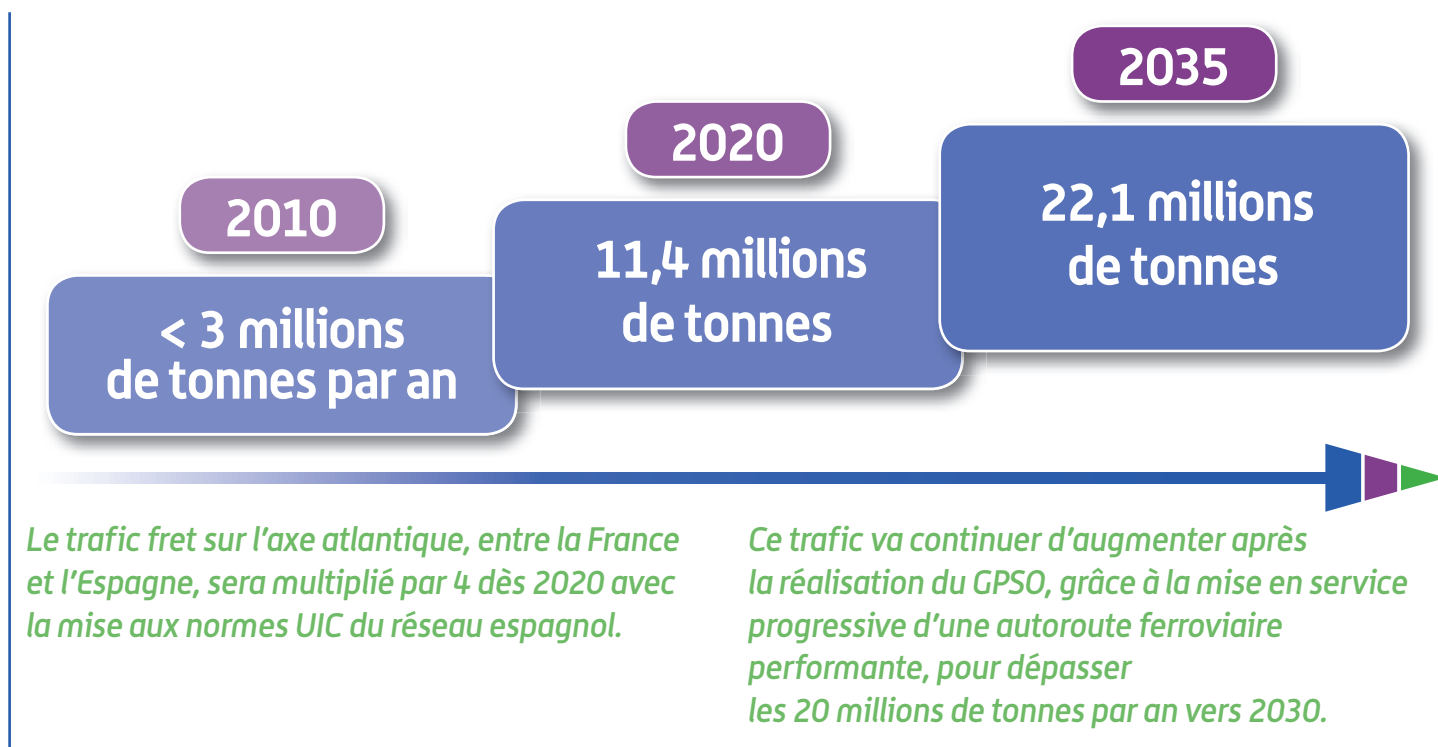 2010
< 3 millions
de tonnes par an
2020
11,4 millions
de tonnes
2035
22,1 millions
de tonnes
Le trafic fret sur l'axe atlantique, entre la France
et l'Espagne, sera multiplié par 4 dès 2020 avec
la mise aux normes UIC du réseau espagnol.
Ce trafic va continuer d'augmenter après
la réalisation du GPSO, grâce à la mise en service
progressive d'une autoroute ferroviaire
performante, pour dépasser
les 20 millions de tonnes par an vers 2030.